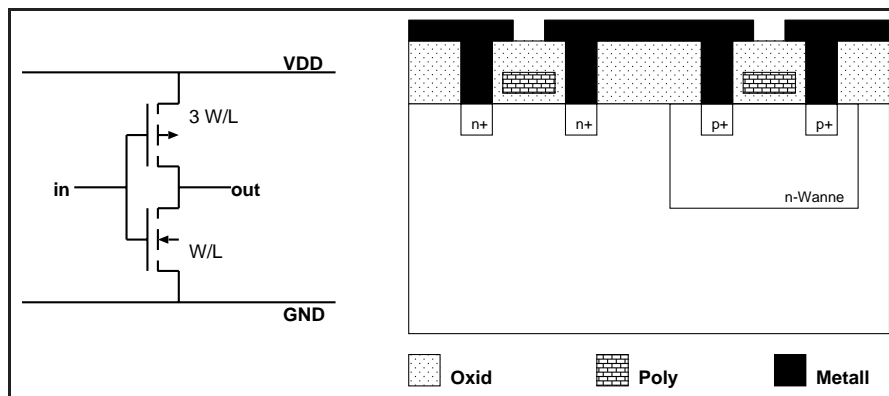 VDD
3 W/L
in
out
W/L
GND
n+
n+
p+
p+
n-Wanne
Oxid
Poly
Metall